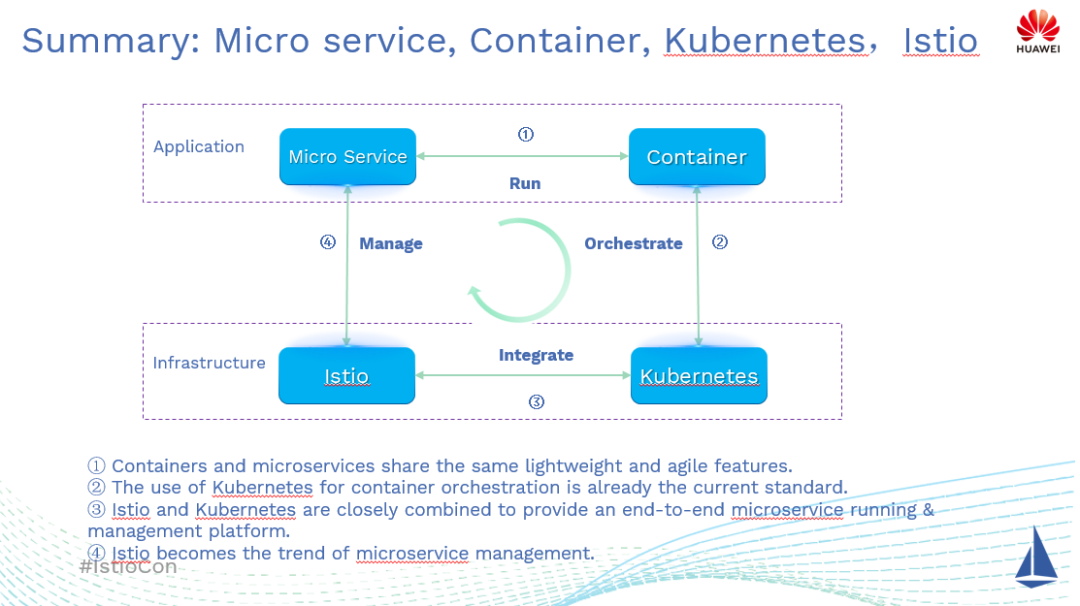 Summary: Micro service, Container, Kubernetes，Istio
HUAWEI
Application
Micro Service
①
Container
Run
④
Manage
Orchestrate
②
Infrastructure
Istio
Integrate
Kubernetes
③
① Containers and microservices share the same lightweight and agile features.
② The use of Kubernetes for container orchestration is already the current standard.
③ Istio and Kubernetes are closely combined to provide an end-to-end microservice running &
management platform.
④ Istio becomes the trend of microservice management.
#IstioCon